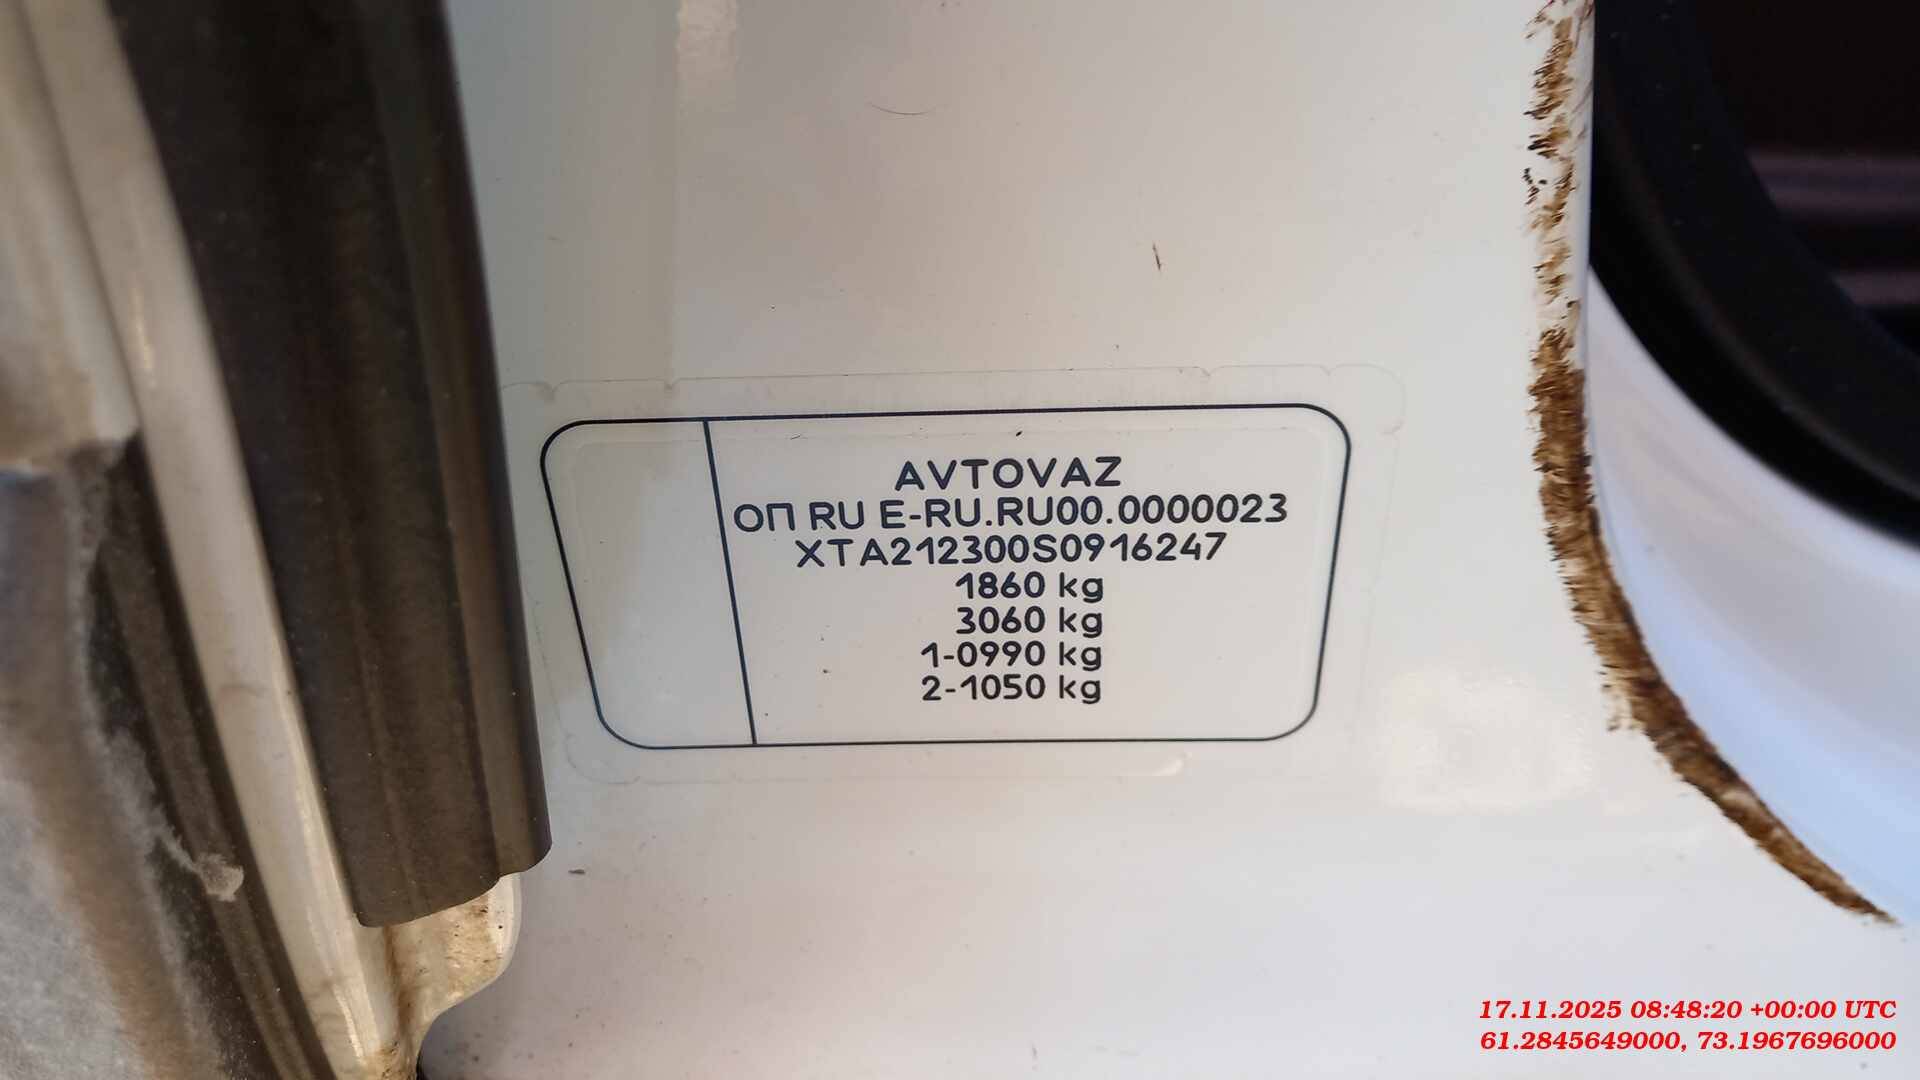 AVTOVAZ
ОП RU E-RU.RU00.0000023
XTA212300S0916247
1860 kg
3060 kg
1-0990 kg
2-1050 kg
17.11.2025 08:48:20 +00:00 UTC
61.2845649000, 73.1967696000